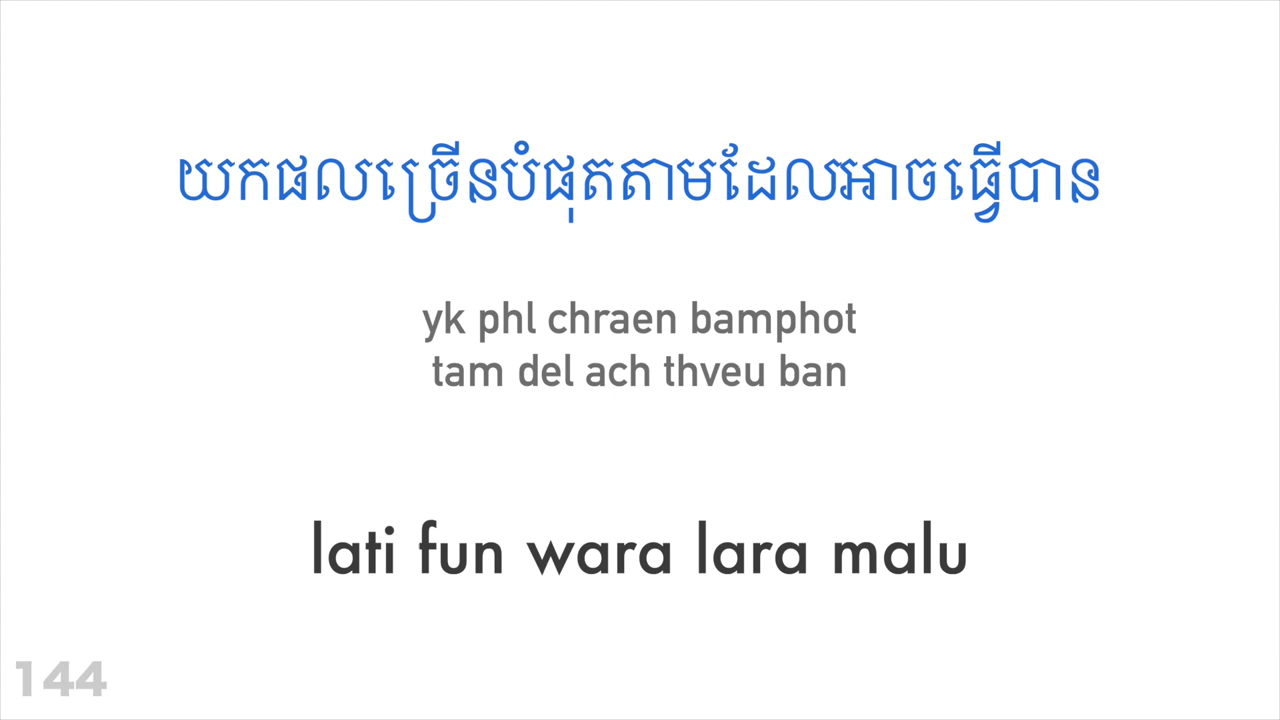 យកផលច្រើនបំផុតតាមដែលអាចធ្វើបាន
yk phl chraen bamphot
tam del ach thveu ban
lati fun wara lara malu
144